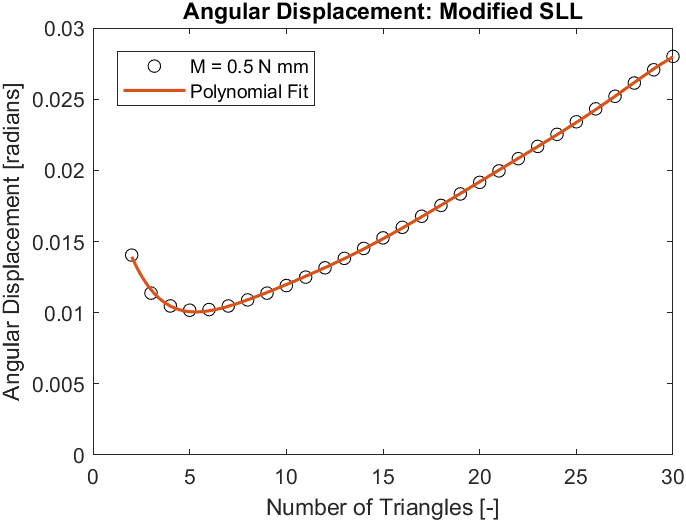 Angular Displacement: Modified SLL
M = 0.5 N mm
Polynomial Fit
Angular Displacement [radians]
0.03
0.025
0.02
0.015
0.01
0.005
0
0 5 10 15 20 25 30
Number of Triangles [-]